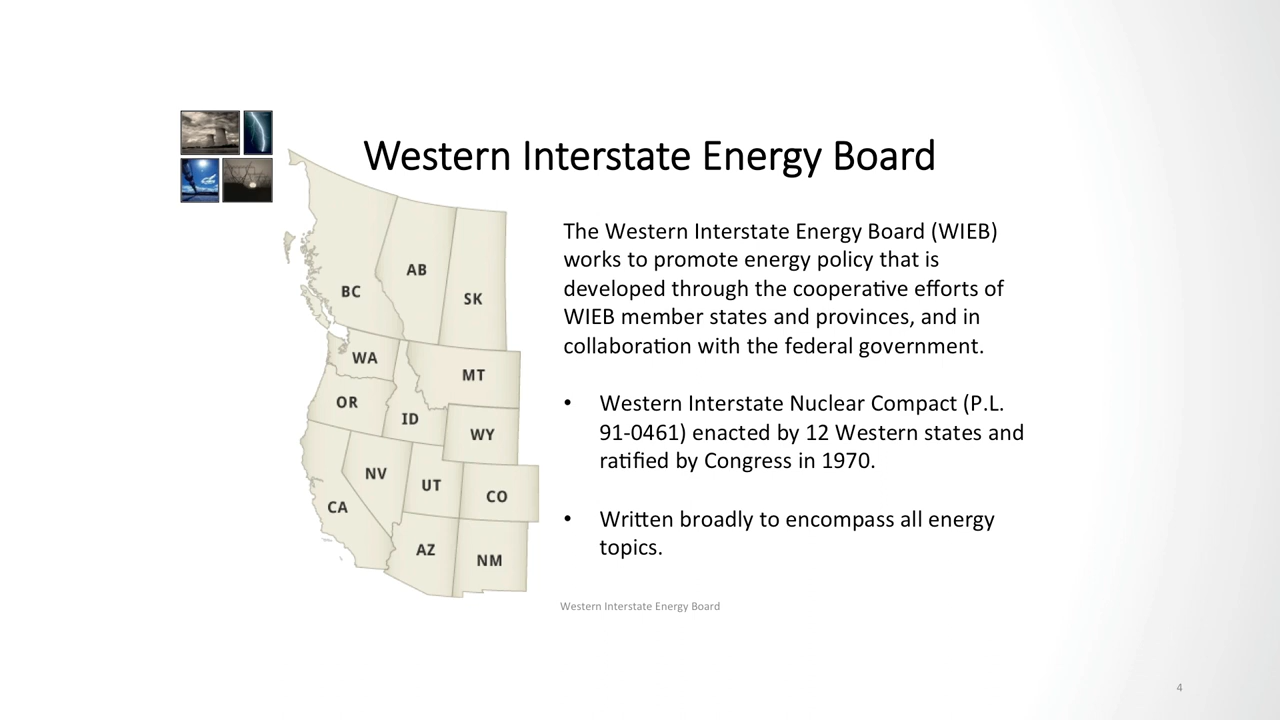 Western Interstate Energy Board
The Western Interstate Energy Board (WIEB)
works to promote energy policy that is
developed through the cooperative efforts of
WIEB member states and provinces, and in
collaboration with the federal government.
• Western Interstate Nuclear Compact (P.L.
91-0461) enacted by 12 Western states and
ratified by Congress in 1970.
• Written broadly to encompass all energy
topics.
BC
AB
SK
WA
MT
OR
ID
WY
NV
UT
CO
CA
AZ
NM
Western Interstate Energy Board
4